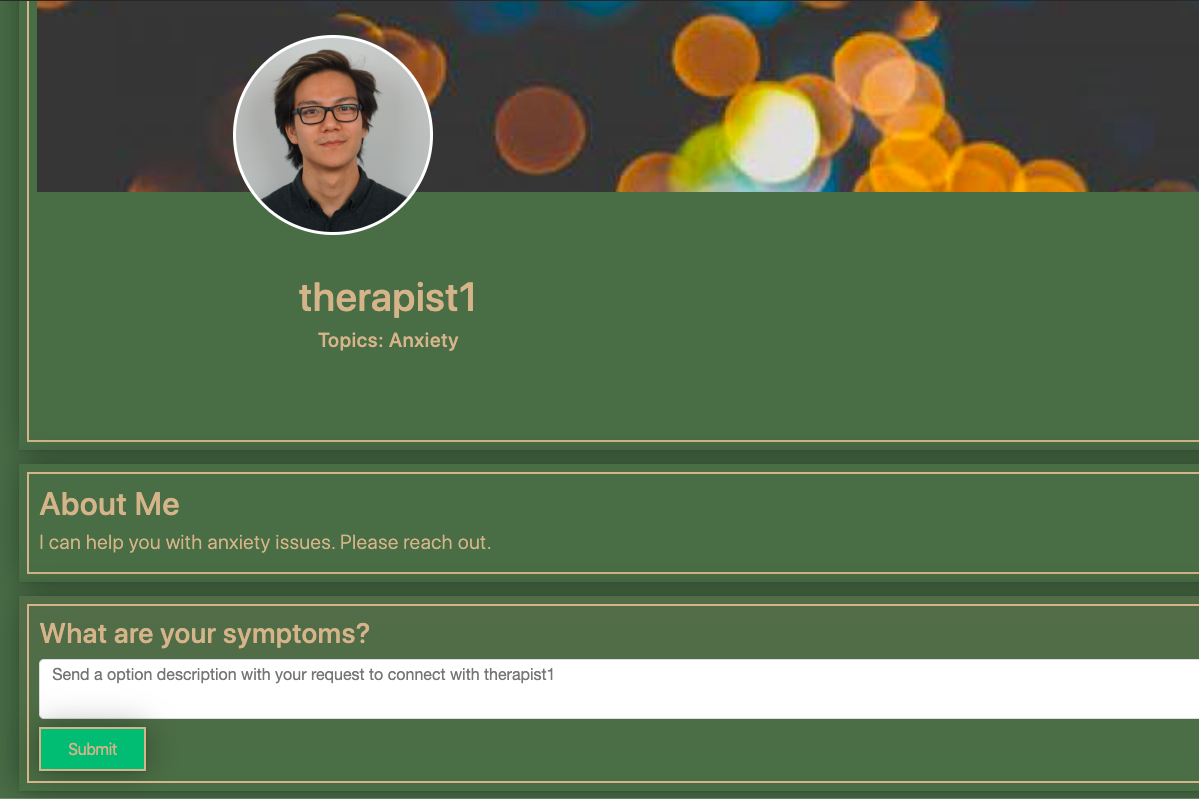 therapist1
Topics: Anxiety
About Me
I can help you with anxiety issues. Please reach out.
What are your symptoms?
Send a option description with your request to connect with therapist1
Submit